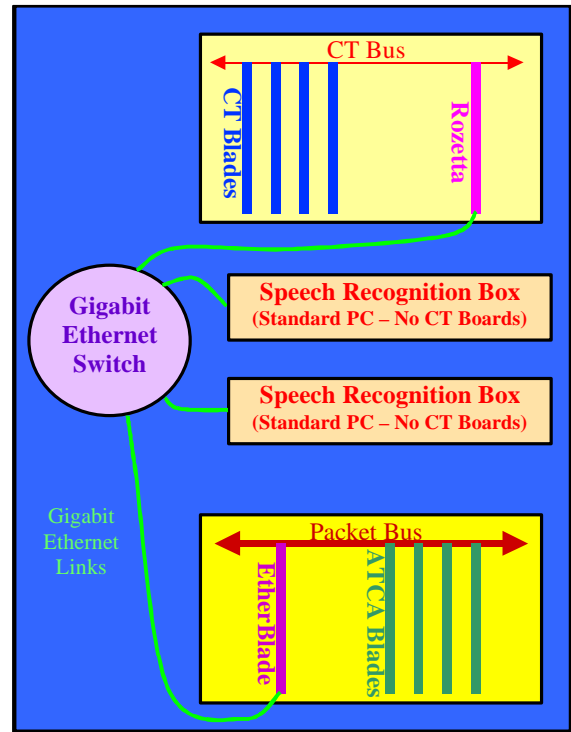 CT Bus
CT Blades
Rozetta
Gigabit
Ethernet
Switch
Speech Recognition Box
(Standard PC – No CT Boards)
Speech Recognition Box
(Standard PC – No CT Boards)
Gigabit
Ethernet
Links
Packet Bus
EtherBlade
ATCA Blades